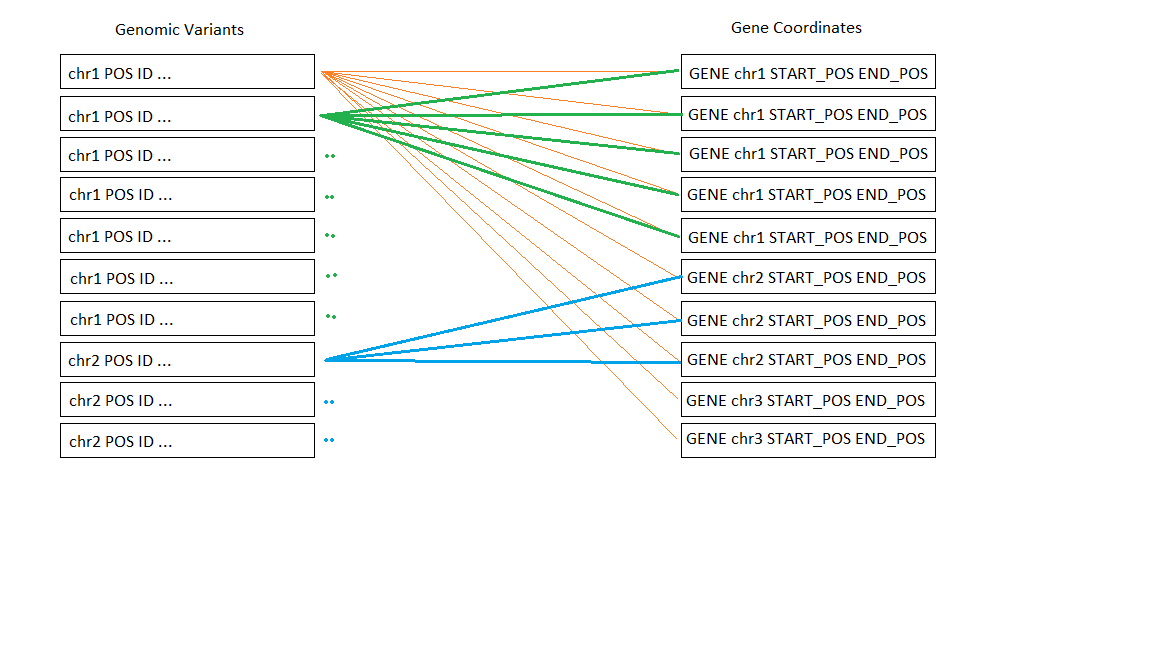 Genomic Variants
Gene Coordinates
chr1 POS ID ...
GENE chr1 START_POS END_POS
chr1 POS ID ...
GENE chr1 START_POS END_POS
chr1 POS ID ...
GENE chr1 START_POS END_POS
chr1 POS ID ...
GENE chr1 START_POS END_POS
chr1 POS ID ...
GENE chr1 START_POS END_POS
chr1 POS ID ...
GENE chr2 START_POS END_POS
chr1 POS ID ...
GENE chr2 START_POS END_POS
chr2 POS ID ...
GENE chr2 START_POS END_POS
chr2 POS ID ...
GENE chr3 START_POS END_POS
chr2 POS ID ...
GENE chr3 START_POS END_POS